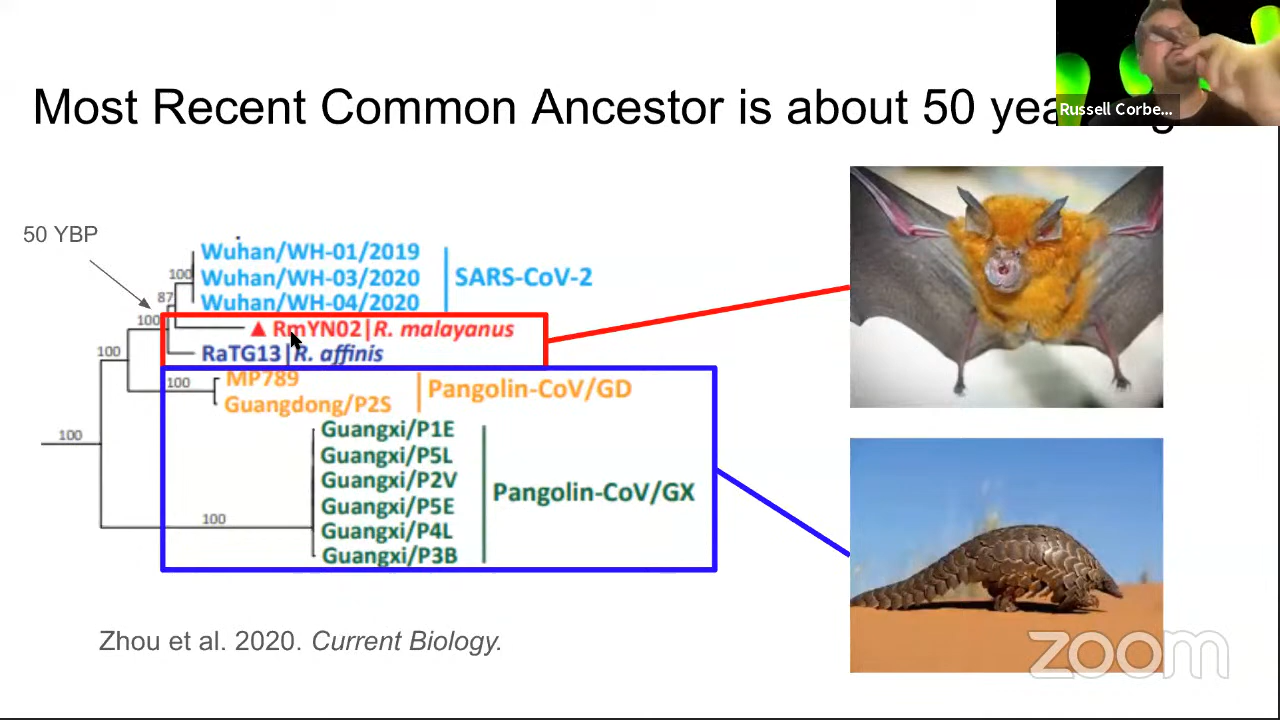 Most Recent Common Ancestor is about 50
Russell Corbe...
50 YBP
Wuhan/WH-01/2019
100
Wuhan/WH-03/2020
SARS-CoV-2
87
Wuhan/WH-04/2020
100
RmYN02|R. malayanus
100
RaTG13|R. affinis
100
MP789
Pangolin-CoV/GD
Guangdong/P2S
100
Guangxi/P1E
Guangxi/P5L
Guangxi/P2V
Pangolin-CoV/GX
Guangxi/P5E
100
Guangxi/P4L
Guangxi/P3B
Zhou et al. 2020. Current Biology.
zoom